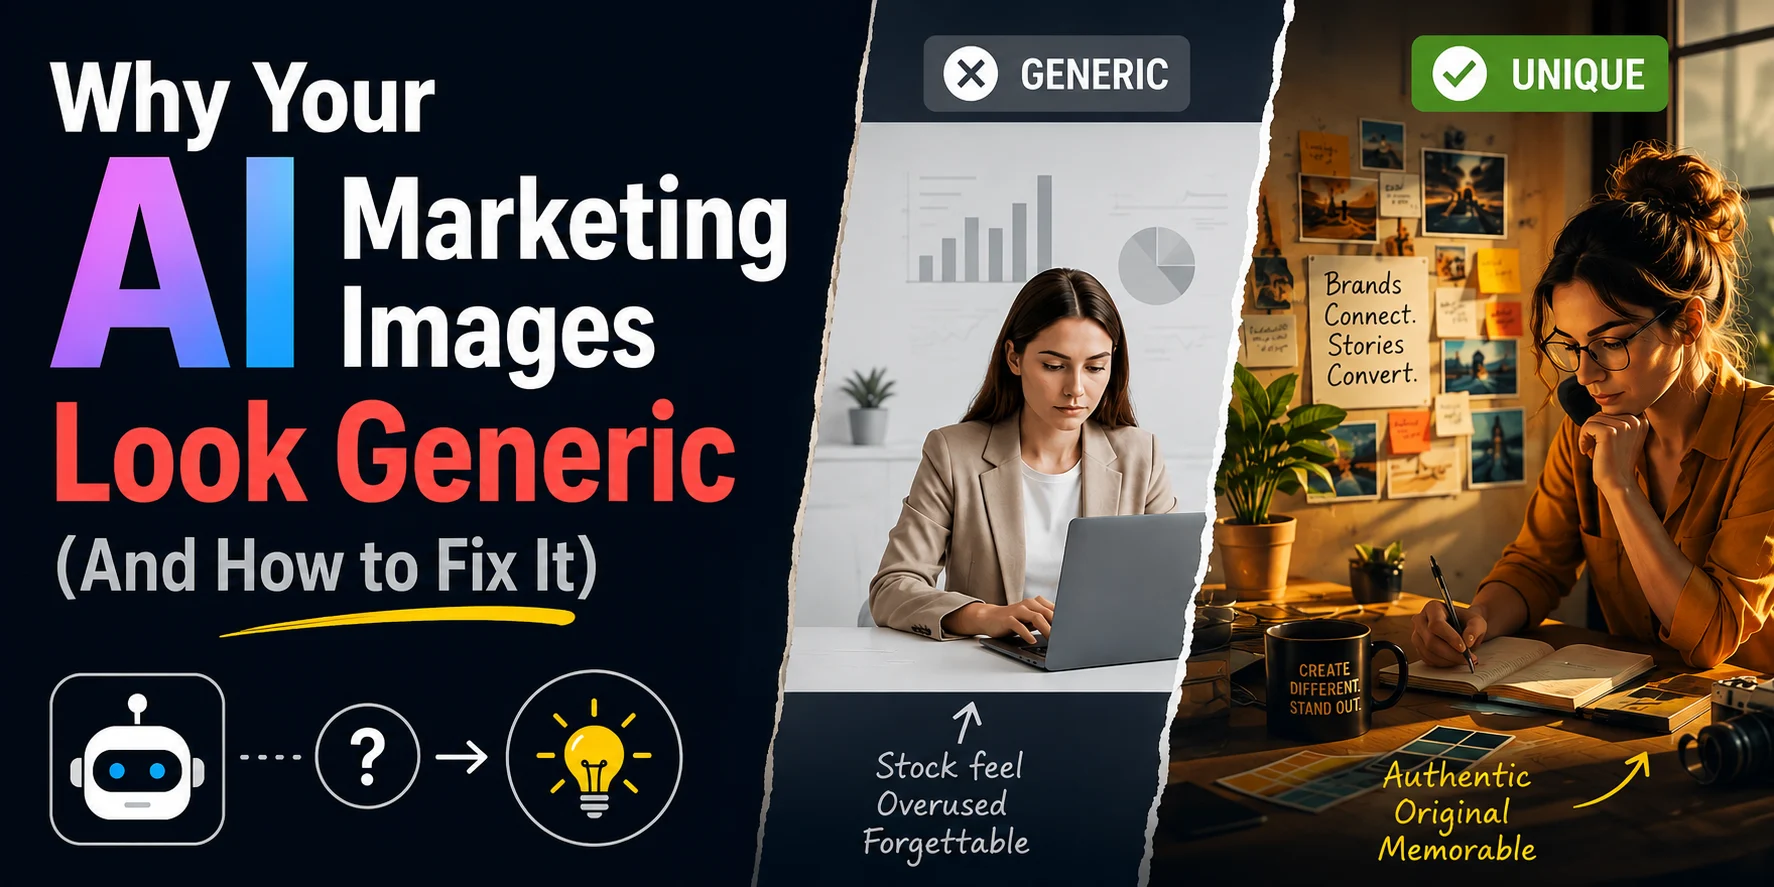 Why Your
AI Marketing
Images
Look Generic
(And How to Fix It)
?
GENERIC
Stock feel
Overused
Forgettable
UNIQUE
Brands
Connect.
Stories
Convert.
CREATE
DIFFERENT.
STAND OUT.
Authentic
Original
Memorable